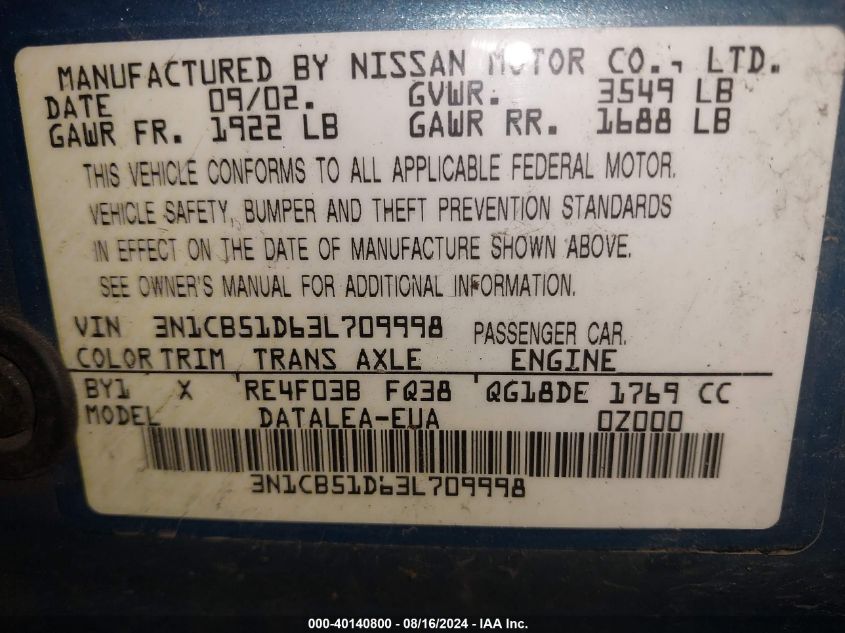 MANUFACTURED BY NISSAN MOTOR CO., LTD.
DATE 09/02. GVWR. 3549 LB
GAWR FR. 1922 LB GAWR RR. 1688 LB
THIS VEHICLE CONFORMS TO ALL APPLICABLE FEDERAL MOTOR.
VEHICLE SAFETY, BUMPER AND THEFT PREVENTION STANDARDS
IN EFFECT ON THE DATE OF MANUFACTURE SHOWN ABOVE.
SEE OWNER'S MANUAL FOR ADDITIONAL INFORMATION.
VIN 3N1CB51D63L709998 PASSENGER CAR.
COLOR TRIM TRANS AXLE ENGINE
BY1 X RE4F03B FQ38 QG18DE 1769 CC
MODEL DATALEA-EUA 0Z000
3N1CB51D63L709998
000-40140800 - 08/16/2024 - IAA Inc.